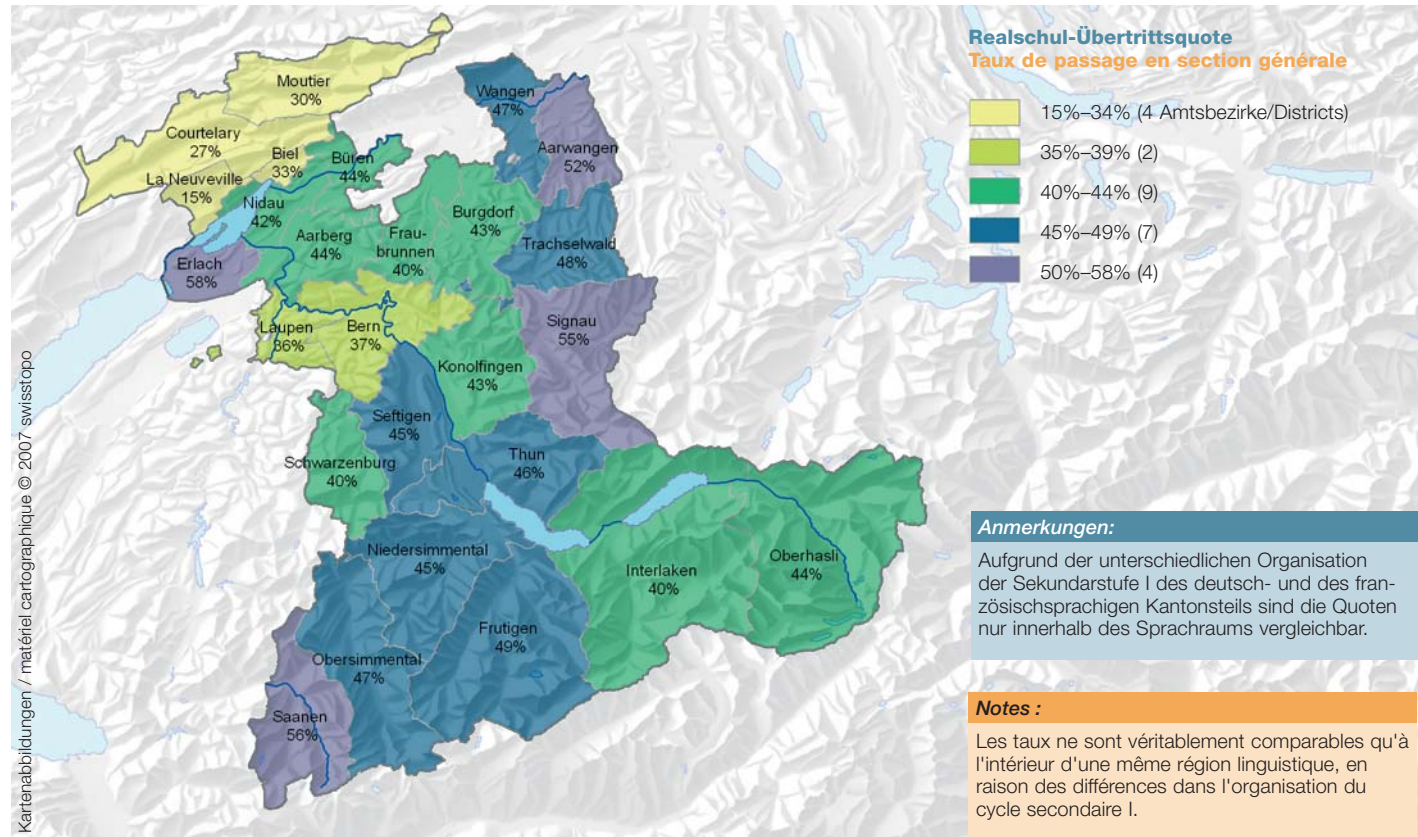 Moutier
30%
Courtelary
27%
Biel
33%
La Neuveville
15%
Büren
44%
Nidau
42%
Erlach
58%
Aarberg
44%
Frau-
brunnen
40%
Burgdorf
43%
Wangen
47%
Aarwangen
52%
Trachselwald
48%
Signau
55%
Laupen
36%
Bern
37%
Konolfingen
43%
Seftigen
45%
Schwarzenburg
40%
Thun
46%
Niedersimmental
45%
Interlaken
40%
Oberhasli
44%
Frutigen
49%
Obersimmental
47%
Saanen
56%
Realschul-Übertrittsquote
Taux de passage en section générale
15%–34% (4 Amtsbezirke/Districts)
35%–39% (2)
40%–44% (9)
45%–49% (7)
50%–58% (4)
Anmerkungen:
Aufgrund der unterschiedlichen Organisation
der Sekundarstufe I des deutsch- und des fran-
zösischsprachigen Kantonsteils sind die Quoten
nur innerhalb des Sprachraums vergleichbar.
Notes :
Les taux ne sont véritablement comparables qu'à
l'intérieur d'une même région linguistique, en
raison des différences dans l'organisation du
cycle secondaire I.
Kartenabbildungen / matériel cartographique © 2007 swisstopo